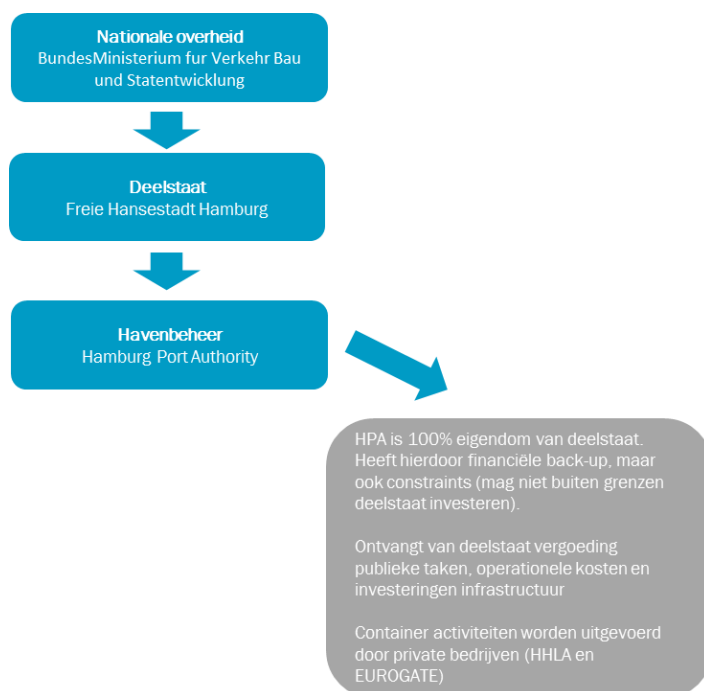 Nationale overheid
BundesMinisterium fur Verkehr Bau
und Statentwicklung
Deelstaat
Freie Hansestadt Hamburg
Havenbeheer
Hamburg Port Authority
HPA is 100% eigendom van deelstaat.
Heeft hierdoor financiële back-up, maar
ook constraints (mag niet buiten grenzen
deelstaat investeren).
Ontvangt van deelstaat vergoeding
publieke taken, operationele kosten en
investeringen infrastructuur
Container activiteiten worden uitgevoerd
door private bedrijven (HHLA en
EUROGATE)